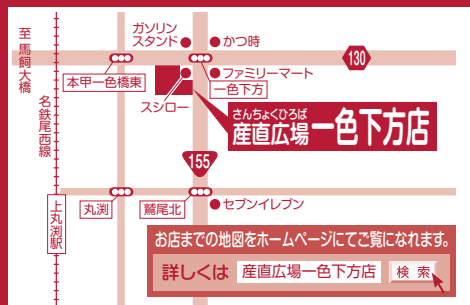 至 馬飼大橋
ガソリン
スタンド
かつ時
130
本甲一色橋東
一色下方
ファミリーマート
スシロー
名鉄尾西線
さんちょくひろば
産直広場一色下方店
155
上丸渕駅
丸渕
鷲尾北
セブンイレブン
お店までの地図をホームページにてご覧になれます。
詳しくは 産直広場一色下方店 検索